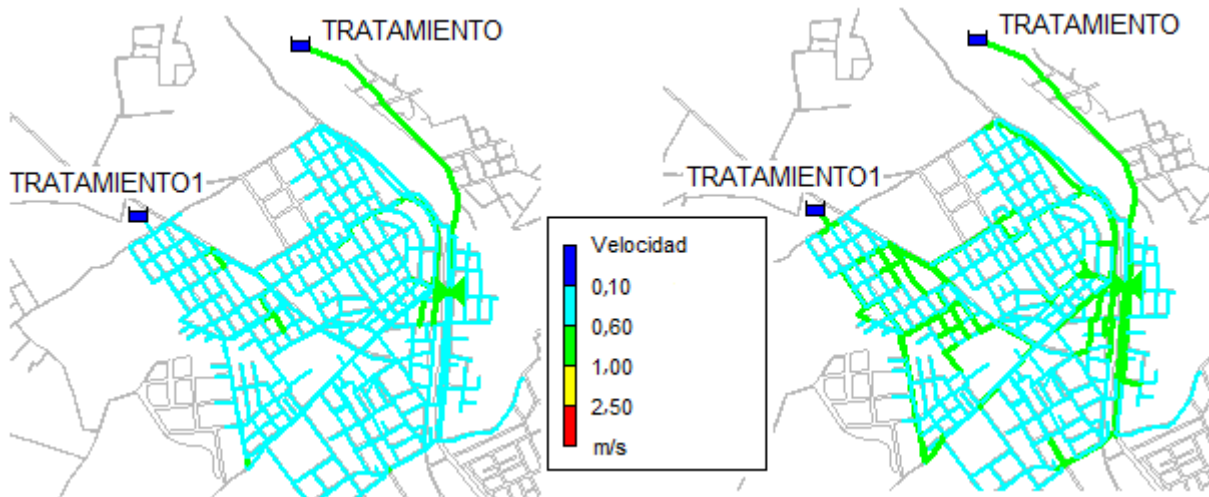 TRATAMIENTO
TRATAMIENTO
TRATAMIENTO1
TRATAMIENTO1
Velocidad
0,10
0,60
1,00
2,50
m/s